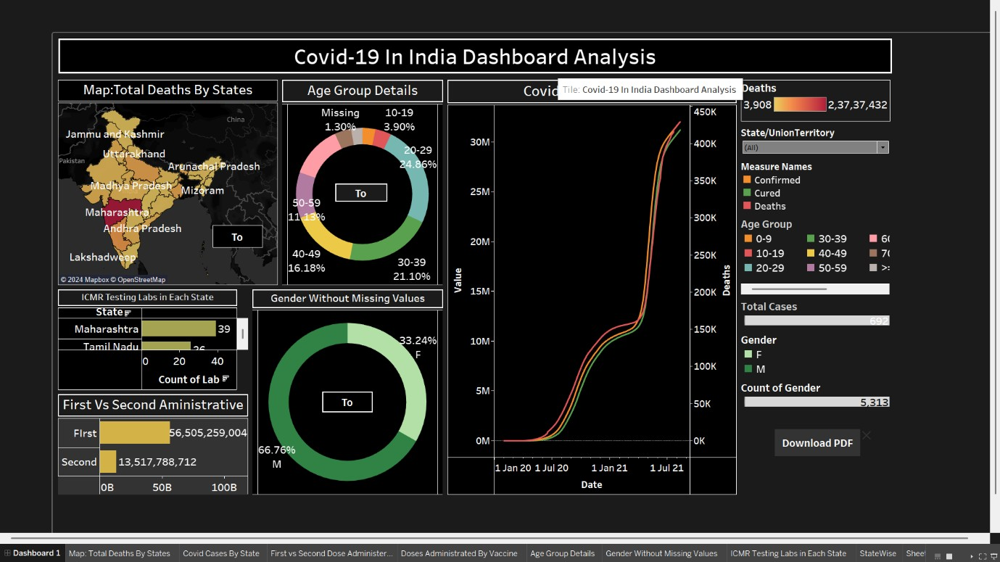 Covid-19 In India Dashboard Analysis
Map:Total Deaths By States
China
Jammu and Kashmir
Uttarakhand
Pakistan
Arunachal Pradesh
Madhya Pradesh
Mizoram
Maharashtra
Andhra Pradesh
To
Lakshadweep
© 2024 Mapbox © OpenStreetMap
Age Group Details
Missing
1.30%
10-19
3.90%
20-29
24.86%
To
50-59
11.13%
40-49
16.18%
30-39
21.10%
Covid
Tile: Covid-19 In India Dashboard Analysis
30M
25M
20M
15M
10M
5M
0M
Value
450K
400K
350K
300K
250K
200K
150K
100K
50K
0K
Deaths
1 Jan 20 1 Jul 20 1 Jan 21 1 Jul 21
Date
Deaths
3,908 2,37,37,432
State/UnionTerritory
(All)
Measure Names
Confirmed
Cured
Deaths
Age Group
0-9 30-39
10-19 40-49
20-29 50-59
Total Cases
692
Gender
F
M
Count of Gender
5,313
Download PDF
ICMR Testing Labs in Each State
State
Maharashtra 39
Tamil Nadu 26
0 20 40
Count of Lab
First Vs Second Aministrative
FIrst 56,505,259,004
Second 13,517,788,712
0B 50B 100B
Gender Without Missing Values
33.24%
F
To
66.76%
M
Dashboard 1 Map: Total Deaths By States Covid Cases By State First vs Second Dose Administer... Doses Administrated By Vaccine Age Group Details Gender Without Missing Values ICMR Testing Labs in Each State StateWise Sheet